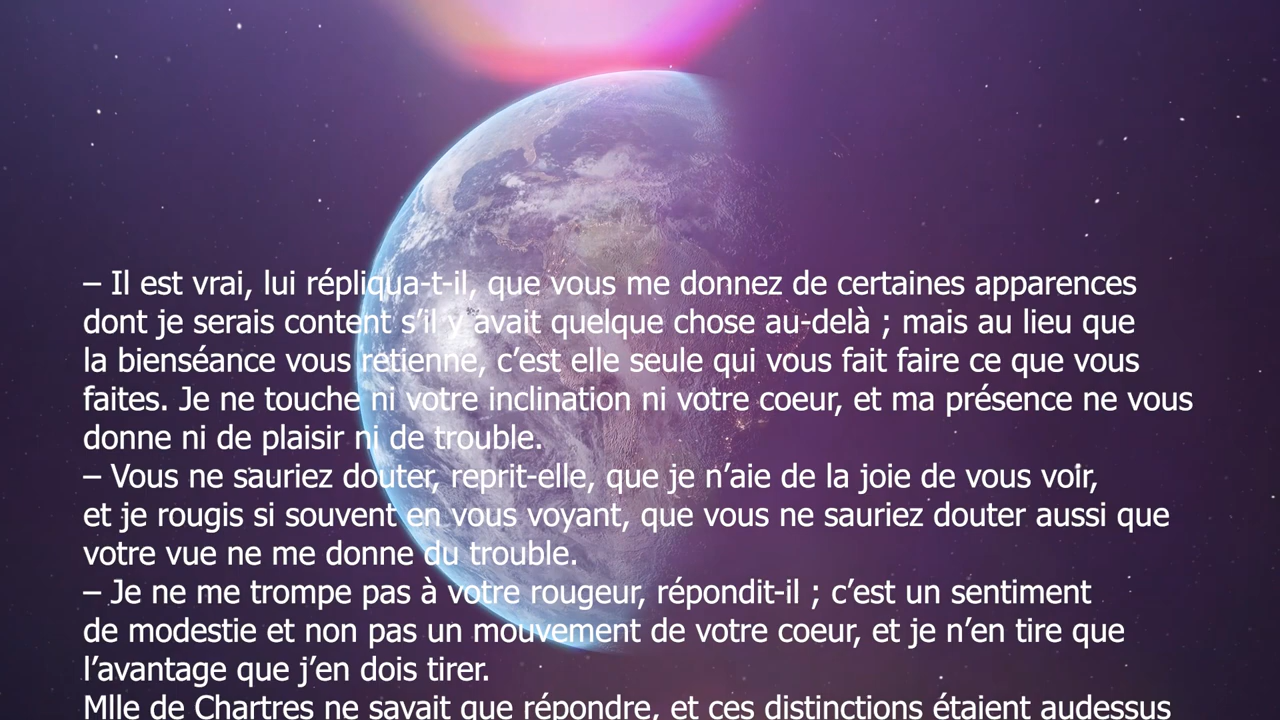 – Il est vrai, lui répliqua-t-il, que vous me donnez de certaines apparences
dont je serais content s’il y avait quelque chose au-delà ; mais au lieu que
la bienséance vous retienne, c’est elle seule qui vous fait faire ce que vous
faites. Je ne touche ni votre inclination ni votre coeur, et ma présence ne vous
donne ni de plaisir ni de trouble.
– Vous ne sauriez douter, reprit-elle, que je n’aie de la joie de vous voir,
et je rougis si souvent en vous voyant, que vous ne sauriez douter aussi que
votre vue ne me donne du trouble.
– Je ne me trompe pas à votre rougeur, répondit-il ; c’est un sentiment
de modestie et non pas un mouvement de votre coeur, et je n’en tire que
l’avantage que j’en dois tirer.
Mlle de Chartres ne savait que répondre, et ces distinctions étaient audessus